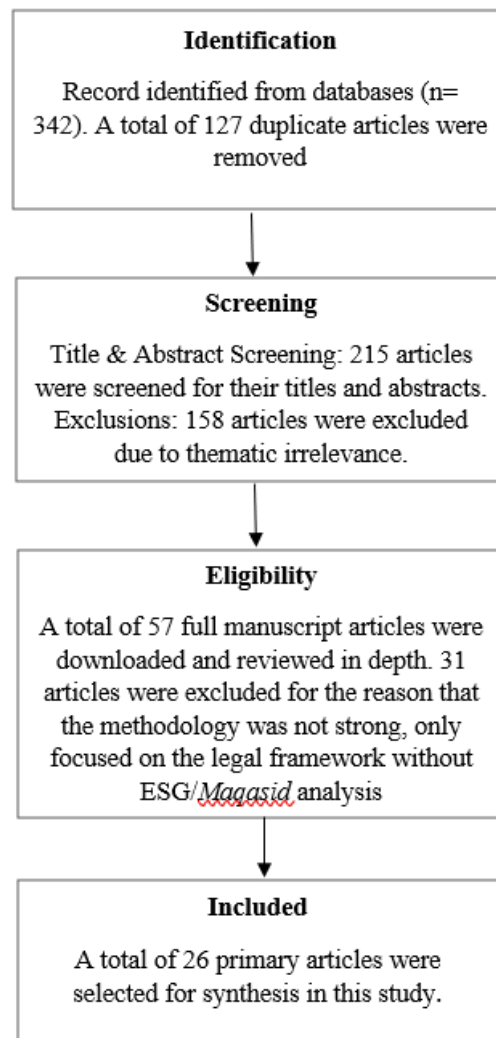 Identification
Record identified from databases (n=
342). A total of 127 duplicate articles were
removed
Screening
Title & Abstract Screening: 215 articles
were screened for their titles and abstracts.
Exclusions: 158 articles were excluded
due to thematic irrelevance.
Eligibility
A total of 57 full manuscript articles were
downloaded and reviewed in depth. 31
articles were excluded for the reason that
the methodology was not strong, only
focused on the legal framework without
ESG/Maqasid analysis
Included
A total of 26 primary articles were
selected for synthesis in this study.